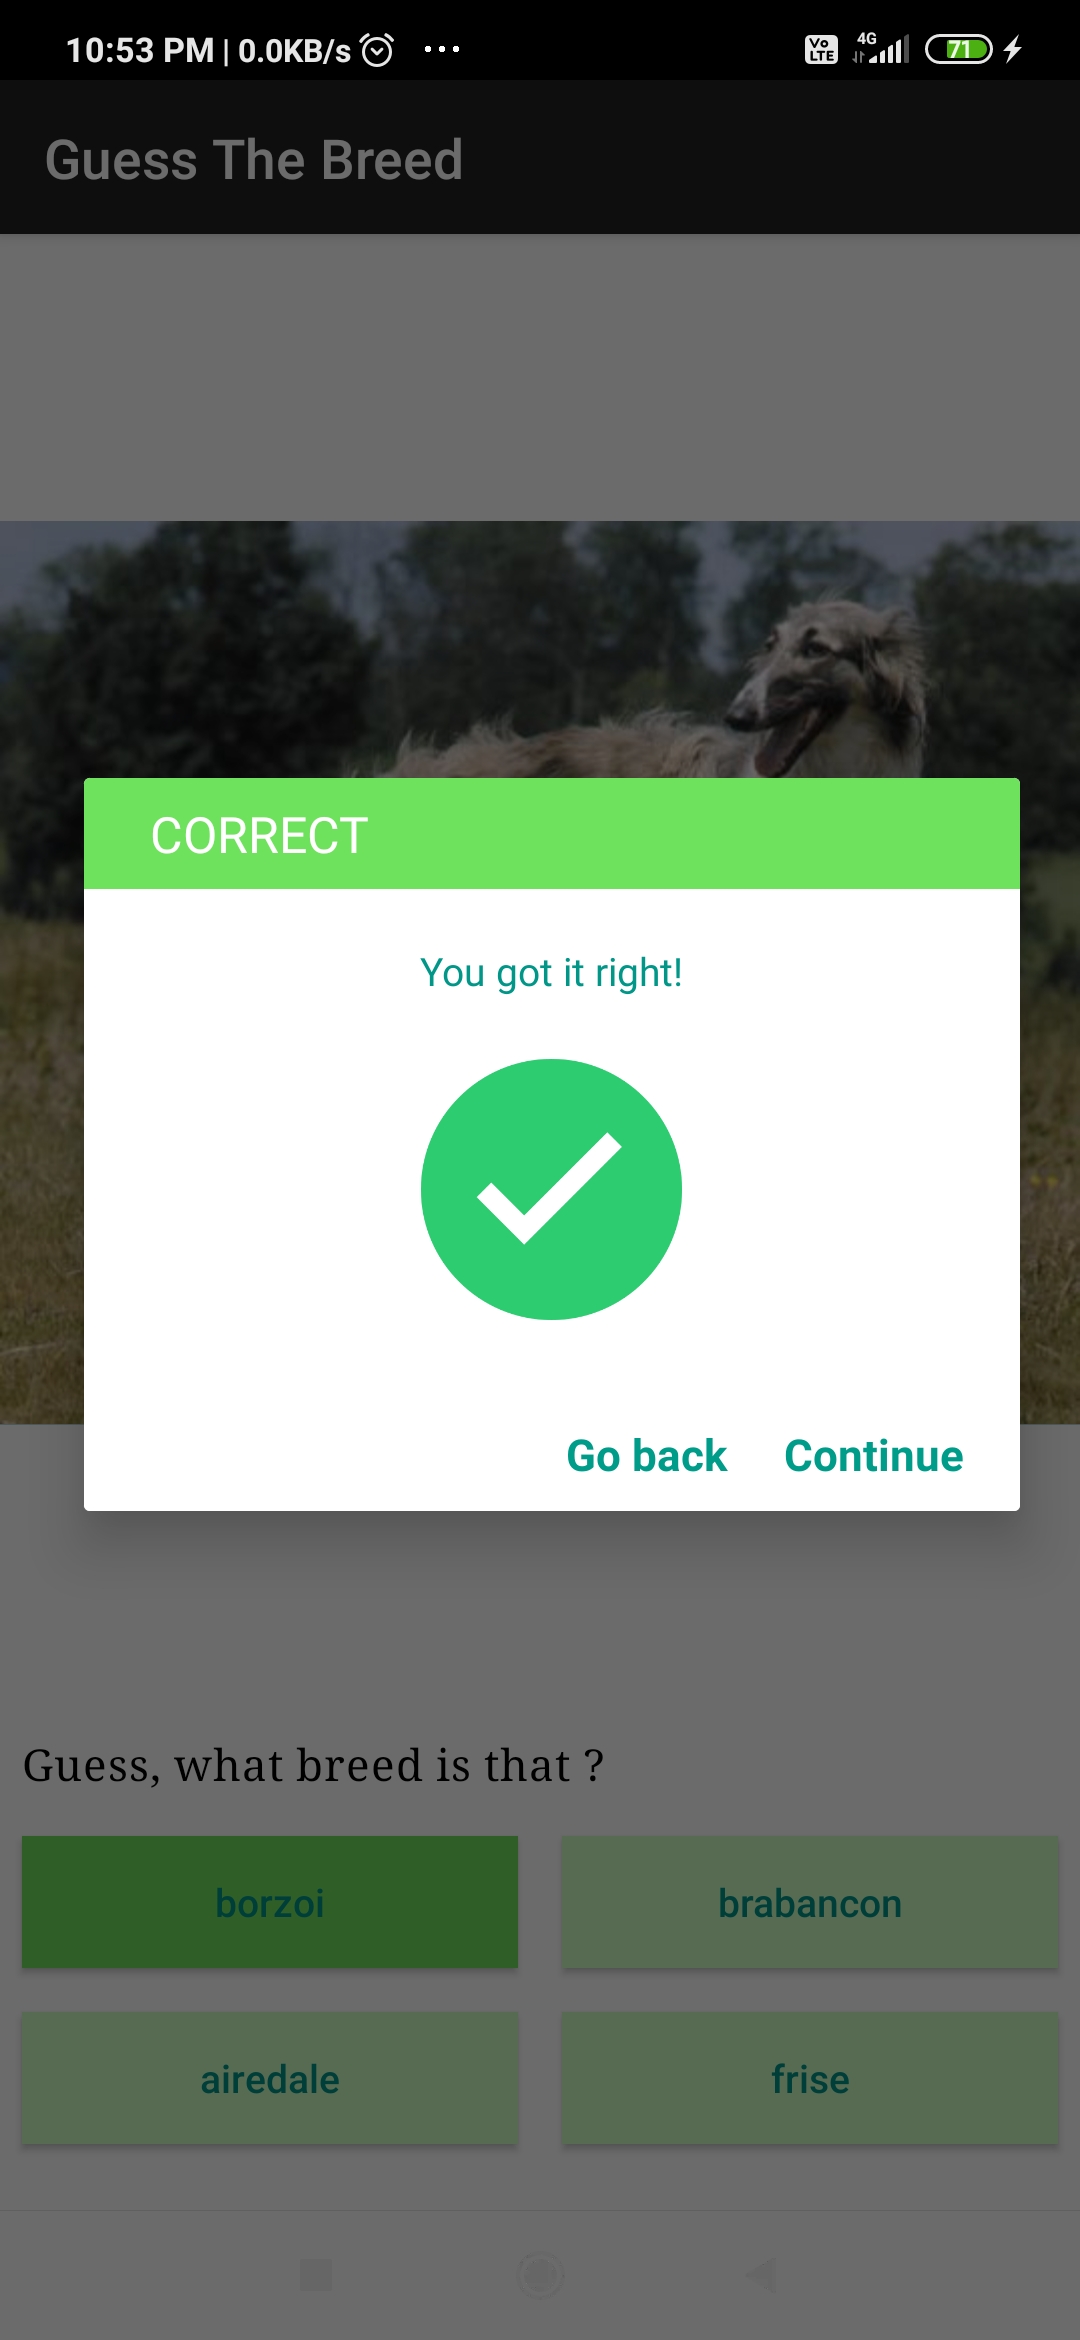 10:53 PM | 0.0KB/s ... Vo LTE 4G 71
Guess The Breed
CORRECT
You got it right!
Go back Continue
Guess, what breed is that ?
borzoi brabancon
airedale frise